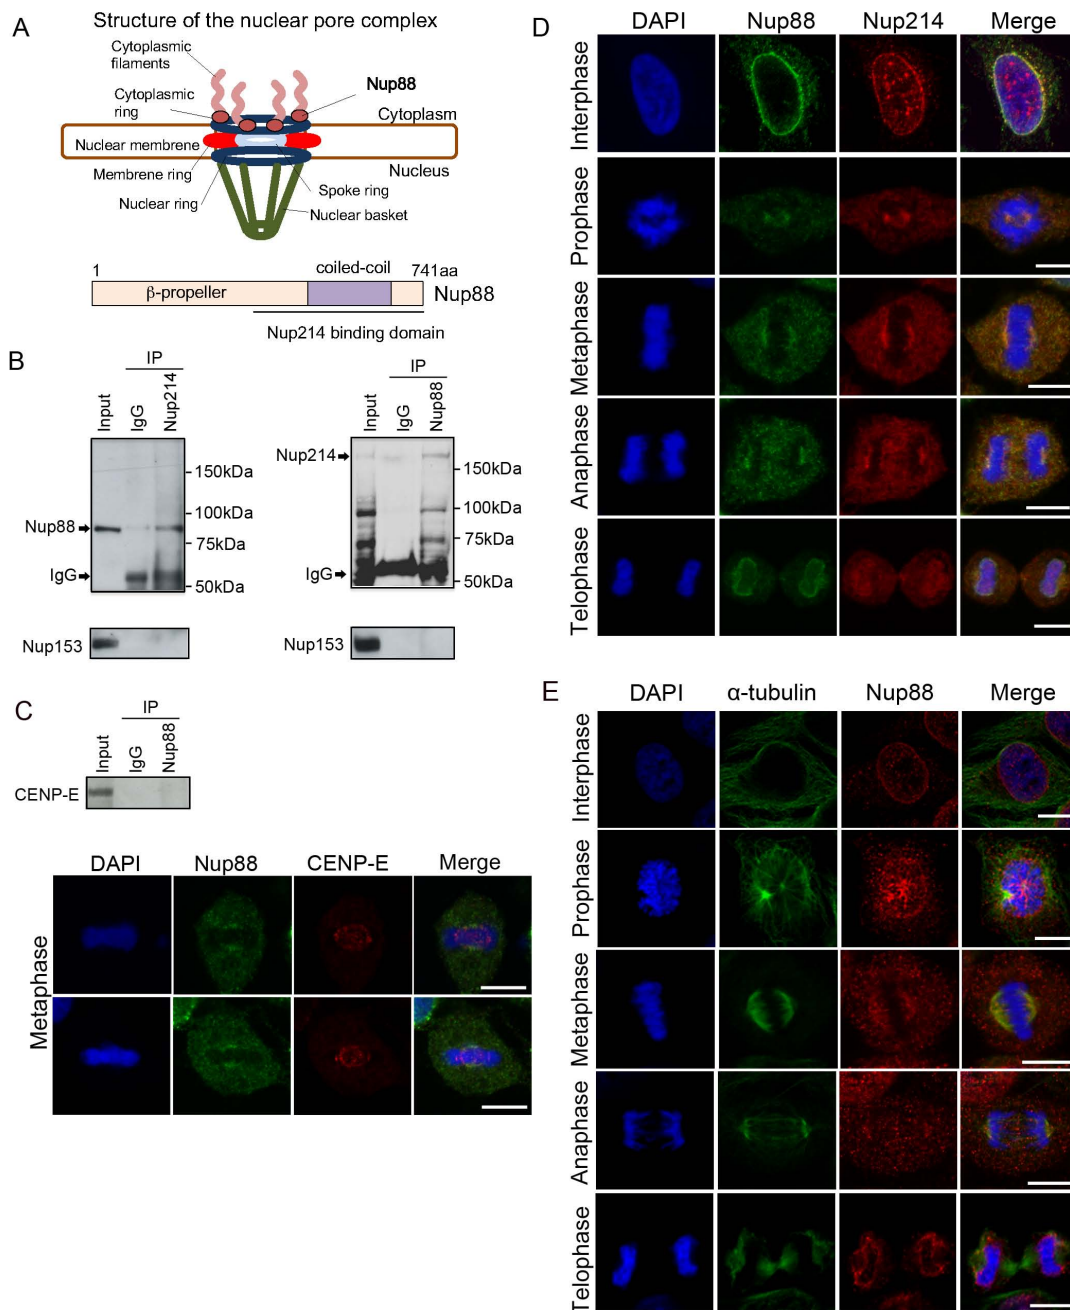 A
Structure of the nuclear pore complex
Cytoplasmic
filaments
Cytoplasmic
ring
Nup88
Cytoplasm
Nuclear membrene
Nucleus
Membrene ring
Spoke ring
Nuclear ring
Nuclear basket
1
coiled-coil
741aa
β-propeller
Nup88
Nup214 binding domain
B
IP
Input
IgG
Nup214
150kDa
100kDa
Nup88
75kDa
IgG
50kDa
Nup153
IP
Input
IgG
Nup88
Nup214
150kDa
100kDa
75kDa
IgG
50kDa
Nup153
C
IP
Input
IgG
Nup88
CENP-E
DAPI
Nup88
CENP-E
Merge
Metaphase
D
DAPI
Nup88
Nup214
Merge
Interphase
Prophase
Metaphase
Anaphase
Telophase
E
DAPI
α-tubulin
Nup88
Merge
Interphase
Prophase
Metaphase
Anaphase
Telophase